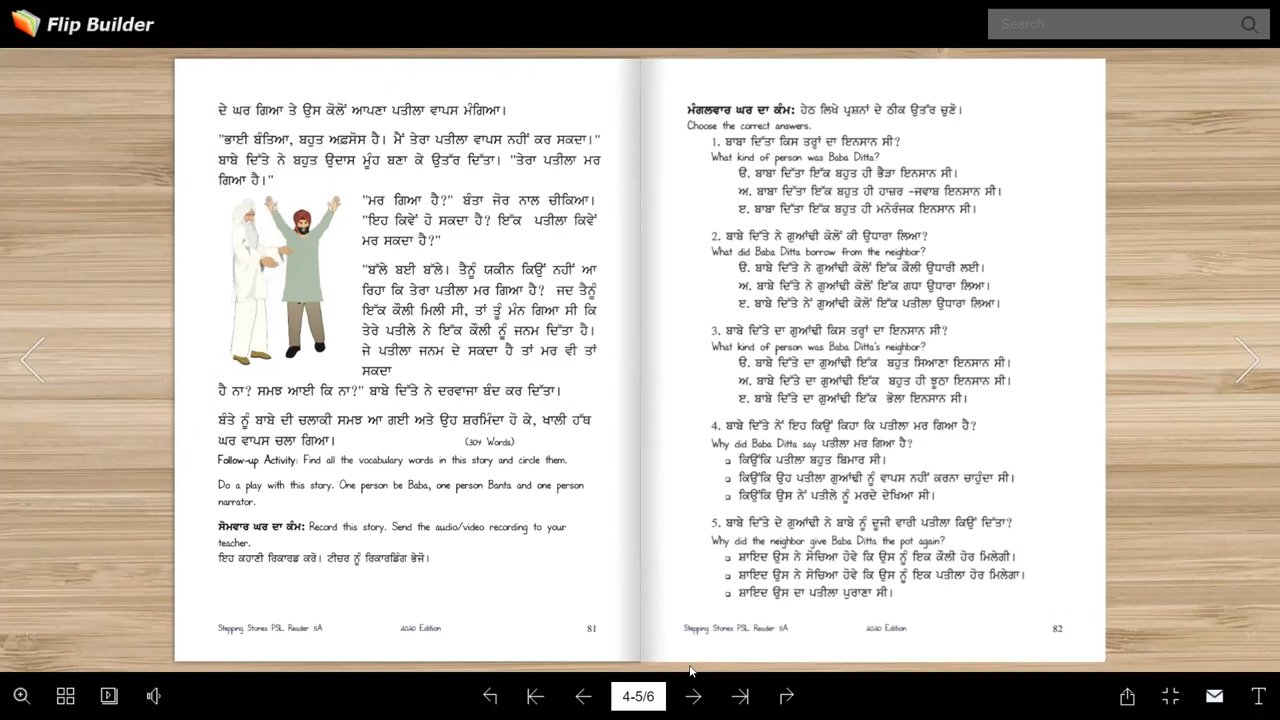 Flip Builder
Search
ਦੇ ਘਰ ਗਿਆ ਤੇ ਉਸ ਕੋਲੋਂ ਆਪਣਾ ਪਤੀਲਾ ਵਾਪਸ ਮੰਗਿਆ।
"ਭਾਈ ਬੰਤਿਆ, ਬਹੁਤ ਅਫ਼ਸੋਸ ਹੈ। ਮੈਂ ਤੇਰਾ ਪਤੀਲਾ ਵਾਪਸ ਨਹੀਂ ਕਰ ਸਕਦਾ।"
ਬਾਬੇ ਦਿੱਤੇ ਨੇ ਬਹੁਤ ਉਦਾਸ ਮੂੰਹ ਬਣਾ ਕੇ ਉਤੱਰ ਦਿੱਤਾ। "ਤੇਰਾ ਪਤੀਲਾ ਮਰ
ਗਿਆ ਹੈ।"
"ਮਰ ਗਿਆ ਹੈ?" ਬੰਤਾ ਜੋਰ ਨਾਲ ਚੀਕਿਆ।
"ਇਹ ਕਿਵੇਂ ਹੋ ਸਕਦਾ ਹੈ? ਇੱਕ ਪਤੀਲਾ ਕਿਵੇਂ
ਮਰ ਸਕਦਾ ਹੈ?"
"ਬੱਲੇ ਬਈ ਬੱਲੇ। ਤੈਨੂੰ ਯਕੀਨ ਕਿਉਂ ਨਹੀਂ ਆ
ਰਿਹਾ ਕਿ ਤੇਰਾ ਪਤੀਲਾ ਮਰ ਗਿਆ ਹੈ? ਜਦ ਤੈਨੂੰ
ਇੱਕ ਕੌਲੀ ਮਿਲੀ ਸੀ, ਤਾਂ ਤੂੰ ਮੰਨ ਗਿਆ ਸੀ ਕਿ
ਤੇਰੇ ਪਤੀਲੇ ਨੇ ਇੱਕ ਕੌਲੀ ਨੂੰ ਜਨਮ ਦਿੱਤਾ ਹੈ।
ਜੇ ਪਤੀਲਾ ਜਨਮ ਦੇ ਸਕਦਾ ਹੈ ਤਾਂ ਮਰ ਵੀ ਤਾਂ
ਸਕਦਾ
ਹੈ ਨਾ? ਸਮਝ ਆਈ ਕਿ ਨਾ?" ਬਾਬੇ ਦਿੱਤੇ ਨੇ ਦਰਵਾਜਾ ਬੰਦ ਕਰ ਦਿੱਤਾ।
ਬੰਤੇ ਨੂੰ ਬਾਬੇ ਦੀ ਚਲਾਕੀ ਸਮਝ ਆ ਗਈ ਅਤੇ ਉਹ ਸ਼ਰਮਿੰਦਾ ਹੋ ਕੇ, ਖਾਲੀ ਹੱਥ
ਘਰ ਵਾਪਸ ਚਲਾ ਗਿਆ। (304 Words)
Follow-up Activity: Find all the vocabulary words in this story and circle them.
Do a play with this story. One person be Baba, one person Banta and one person
narrator.
ਸੋਮਵਾਰ ਘਰ ਦਾ ਕੰਮ: Record this story. Send the audio/video recording to your
teacher.
ਇਹ ਕਹਾਣੀ ਰਿਕਾਰਡ ਕਰੋ। ਟੀਚਰ ਨੂੰ ਰਿਕਾਰਡਿੰਗ ਭੇਜੋ।
Stepping Stones PSL Reader 5A 2020 Edition 81
ਮੰਗਲਵਾਰ ਘਰ ਦਾ ਕੰਮ: ਹੇਠ ਲਿਖੇ ਪ੍ਰਸ਼ਨਾਂ ਦੇ ਠੀਕ ਉਤੱਰ ਚੁਣੋ।
Choose the correct answers.
1. ਬਾਬਾ ਦਿੱਤਾ ਕਿਸ ਤਰ੍ਹਾਂ ਦਾ ਇਨਸਾਨ ਸੀ?
What kind of person was Baba Ditta?
ੳ. ਬਾਬਾ ਦਿੱਤਾ ਇੱਕ ਬਹੁਤ ਹੀ ਭੈੜਾ ਇਨਸਾਨ ਸੀ।
ਅ. ਬਾਬਾ ਦਿੱਤਾ ਇੱਕ ਬਹੁਤ ਹੀ ਹਾਜ਼ਰ -ਜਵਾਬ ਇਨਸਾਨ ਸੀ।
ੲ. ਬਾਬਾ ਦਿੱਤਾ ਇੱਕ ਬਹੁਤ ਹੀ ਮਨੋਰੰਜਕ ਇਨਸਾਨ ਸੀ।
2. ਬਾਬੇ ਦਿੱਤੇ ਨੇ ਗੁਆਂਢੀ ਕੋਲੋਂ ਕੀ ਉਧਾਰਾ ਲਿਆ?
What did Baba Ditta borrow from the neighbor?
ੳ. ਬਾਬੇ ਦਿੱਤੇ ਨੇ ਗੁਆਂਢੀ ਕੋਲੋਂ ਇੱਕ ਕੌਲੀ ਉਧਾਰੀ ਲਈ।
ਅ. ਬਾਬੇ ਦਿੱਤੇ ਨੇ ਗੁਆਂਢੀ ਕੋਲੋਂ ਇੱਕ ਗਧਾ ਉਧਾਰਾ ਲਿਆ।
ੲ. ਬਾਬੇ ਦਿੱਤੇ ਨੇਂ ਗੁਆਂਢੀ ਕੋਲੋਂ ਇੱਕ ਪਤੀਲਾ ਉਧਾਰਾ ਲਿਆ।
3. ਬਾਬੇ ਦਿੱਤੇ ਦਾ ਗੁਆਂਢੀ ਕਿਸ ਤਰ੍ਹਾਂ ਦਾ ਇਨਸਾਨ ਸੀ?
What kind of person was Baba Ditta's neighbor?
ੳ. ਬਾਬੇ ਦਿੱਤੇ ਦਾ ਗੁਆਂਢੀ ਇੱਕ ਬਹੁਤ ਸਿਆਣਾ ਇਨਸਾਨ ਸੀ।
ਅ. ਬਾਬੇ ਦਿੱਤੇ ਦਾ ਗੁਆਂਢੀ ਇੱਕ ਬਹੁਤ ਹੀ ਝੂਠਾ ਇਨਸਾਨ ਸੀ।
ੲ. ਬਾਬੇ ਦਿੱਤੇ ਦਾ ਗੁਆਂਢੀ ਇੱਕ ਭੋਲਾ ਇਨਸਾਨ ਸੀ।
4. ਬਾਬੇ ਦਿੱਤੇ ਨੇਂ ਇਹ ਕਿਉਂ ਕਿਹਾ ਕਿ ਪਤੀਲਾ ਮਰ ਗਿਆ ਹੈ?
Why did Baba Ditta say ਪਤੀਲਾ ਮਰ ਗਿਆ ਹੈ?
ਕਿਉਂਕਿ ਪਤੀਲਾ ਬਹੁਤ ਬਿਮਾਰ ਸੀ।
ਕਿਉਂਕਿ ਉਹ ਪਤੀਲਾ ਗੁਆਂਢੀ ਨੂੰ ਵਾਪਸ ਨਹੀਂ ਕਰਨਾ ਚਾਹੁੰਦਾ ਸੀ।
ਕਿਉਂਕਿ ਉਸ ਨੇਂ ਪਤੀਲੇ ਨੂੰ ਮਰਦੇ ਦੇਖਿਆ ਸੀ।
5. ਬਾਬੇ ਦਿੱਤੇ ਦੇ ਗੁਆਂਢੀ ਨੇ ਬਾਬੇ ਨੂੰ ਦੂਜੀ ਵਾਰੀ ਪਤੀਲਾ ਕਿਉਂ ਦਿੱਤਾ?
Why did the neighbor give Baba Ditta the pot again?
ਸ਼ਾਇਦ ਉਸ ਨੇ ਸੋਚਿਆ ਹੋਵੇ ਕਿ ਉਸ ਨੂੰ ਇਕ ਕੌਲੀ ਹੋਰ ਮਿਲੇਗੀ।
ਸ਼ਾਇਦ ਉਸ ਨੇ ਸੋਚਿਆ ਹੋਵੇ ਕਿ ਉਸ ਨੂੰ ਇਕ ਪਤੀਲਾ ਹੋਰ ਮਿਲੇਗਾ।
ਸ਼ਾਇਦ ਉਸ ਦਾ ਪਤੀਲਾ ਪੁਰਾਣਾ ਸੀ।
Stepping Stones PSL Reader 5A 2020 Edition 82
4-5/6